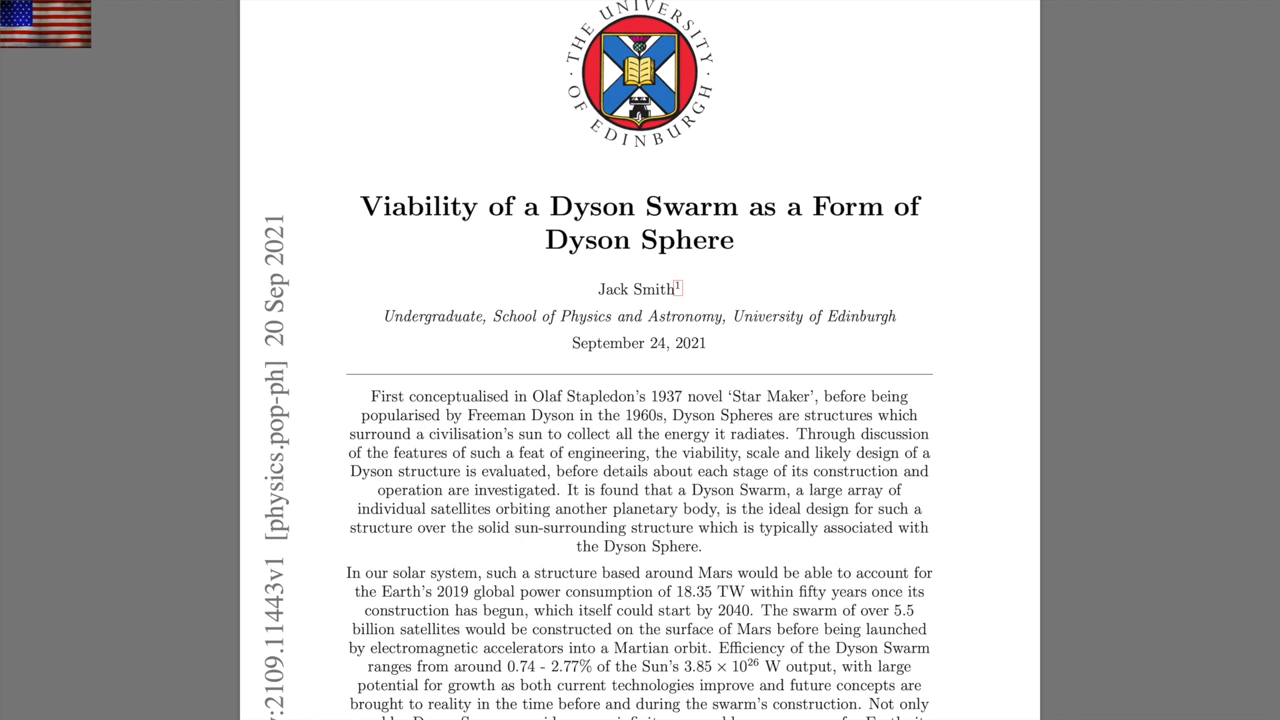 THE UNIVERSITY
OF EDINBURGH
Viability of a Dyson Swarm as a Form of
Dyson Sphere
Jack Smith1
Undergraduate, School of Physics and Astronomy, University of Edinburgh
September 24, 2021
:2109.11443v1 [physics.pop-ph] 20 Sep 2021
First conceptualised in Olaf Stapledon's 1937 novel ‘Star Maker’, before being
popularised by Freeman Dyson in the 1960s, Dyson Spheres are structures which
surround a civilisation's sun to collect all the energy it radiates. Through discussion
of the features of such a feat of engineering, the viability, scale and likely design of a
Dyson structure is evaluated, before details about each stage of its construction and
operation are investigated. It is found that a Dyson Swarm, a large array of
individual satellites orbiting another planetary body, is the ideal design for such a
structure over the solid sun-surrounding structure which is typically associated with
the Dyson Sphere.
In our solar system, such a structure based around Mars would be able to account for
the Earth's 2019 global power consumption of 18.35 TW within fifty years once its
construction has begun, which itself could start by 2040. The swarm of over 5.5
billion satellites would be constructed on the surface of Mars before being launched
by electromagnetic accelerators into a Martian orbit. Efficiency of the Dyson Swarm
ranges from around 0.74 - 2.77% of the Sun's 3.85 × 10^26 W output, with large
potential for growth as both current technologies improve and future concepts are
brought to reality in the time before and during the swarm's construction. Not only